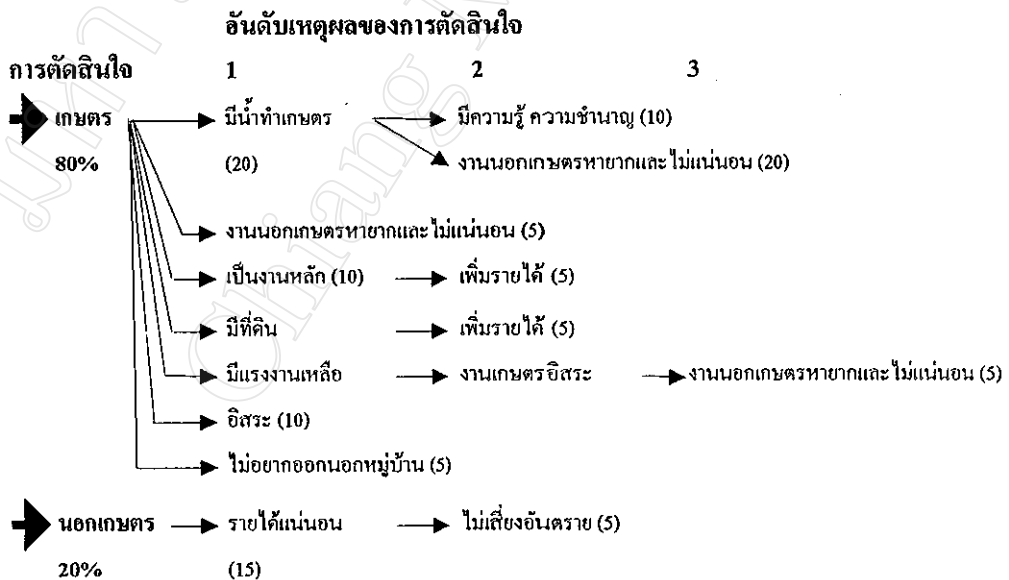 อันดับเหตุผลของการตัดสินใจ
การตัดสินใจ 1 2 3
เกษตร มีน้ำทำเกษตร มีความรู้ ความชำนาญ (10)
80% (20) งานนอกเกษตรหายากและไม่แน่นอน (20)
งานนอกเกษตรหายากและไม่แน่นอน (5)
เป็นงานหลัก (10) เพิ่มรายได้ (5)
มีที่ดิน เพิ่มรายได้ (5)
มีแรงงานเหลือ งานเกษตรอิสระ งานนอกเกษตรหายากและไม่แน่นอน (5)
อิสระ (10)
ไม่อยากออกนอกหมู่บ้าน (5)
นอกเกษตร รายได้แน่นอน ไม่เสี่ยงอันตราย (5)
20% (15)
Chiang